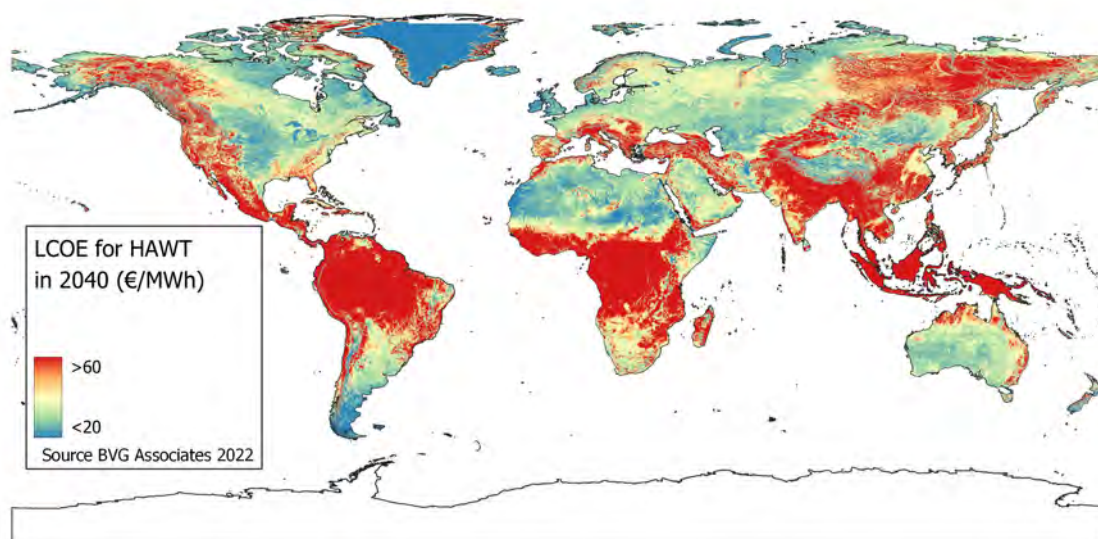 LCOE for HAWT
in 2040 (€/MWh)
>60
<20
Source BVG Associates 2022